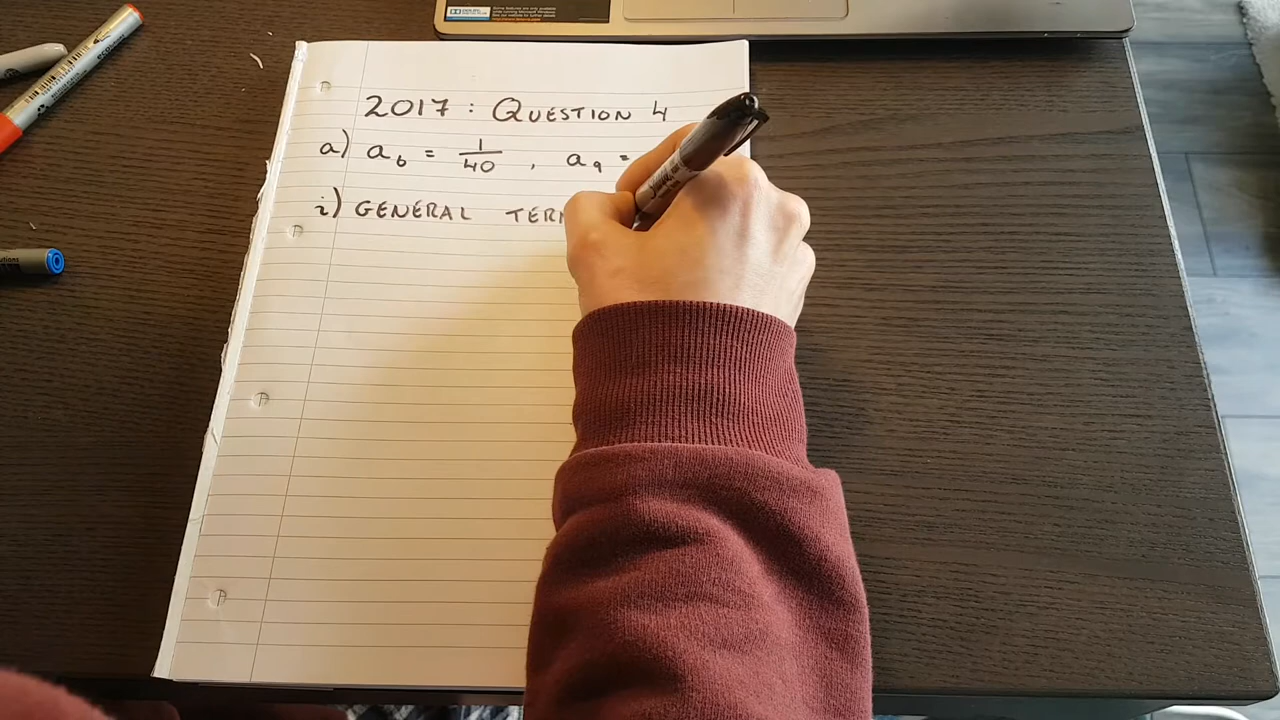 2017 : QUESTION 4
a) a₆ = 1/40 , a₉ =
i) GENERAL TER